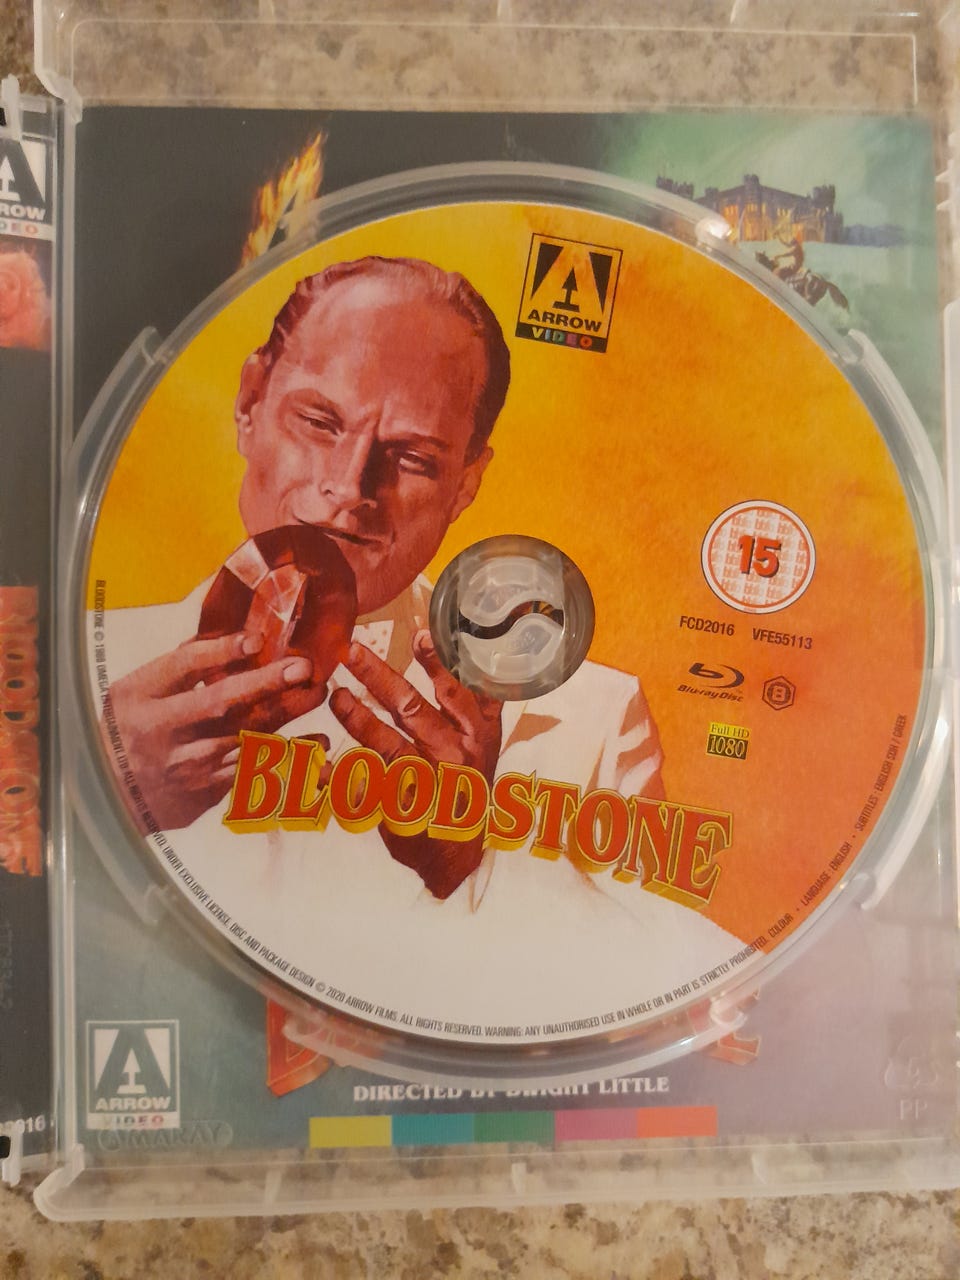 A
ARROW
VIDEO
15
FCD2016 VFE55113
Blu-ray Disc
B
Full HD
1080
BLOODSTONE
BLOODSTONE © 1988 OMEGA ENTERTAINMENT, LTD. ALL RIGHTS RESERVED. UNDER EXCLUSIVE LICENSE. DISC AND PACKAGE DESIGN © 2020 ARROW FILMS. ALL RIGHTS RESERVED. WARNING: ANY UNAUTHORISED USE IN WHOLE OR IN PART IS STRICTLY PROHIBITED. COLOUR • LANGUAGE: ENGLISH • SUBTITLES: ENGLISH SDH / GREEK
DIRECTED BY DWIGHT LITTLE
A
ARROW
VIDEO
AMARAY
PP